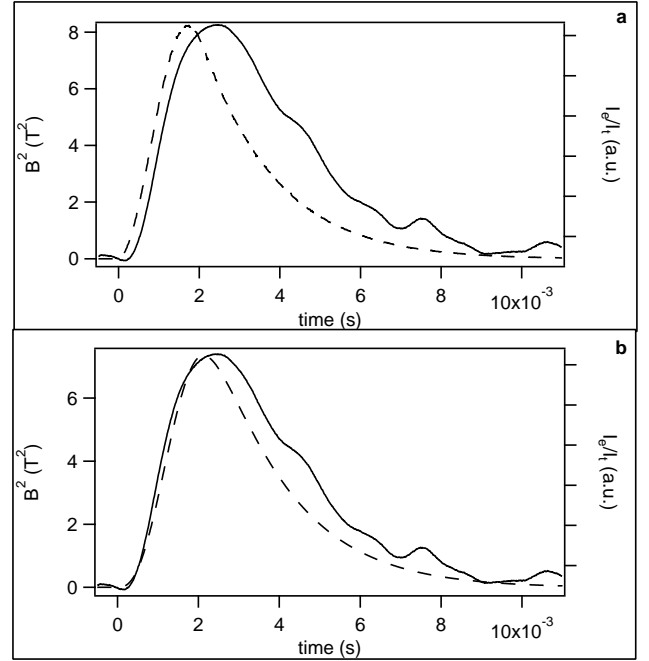 a
8
6
4
2
0
B² (T²)
Iₑ/Iₜ (a.u.)
0 2 4 6 8 10x10⁻³
time (s)
b
6
4
2
0
B² (T²)
Iₑ/Iₜ (a.u.)
0 2 4 6 8 10x10⁻³
time (s)